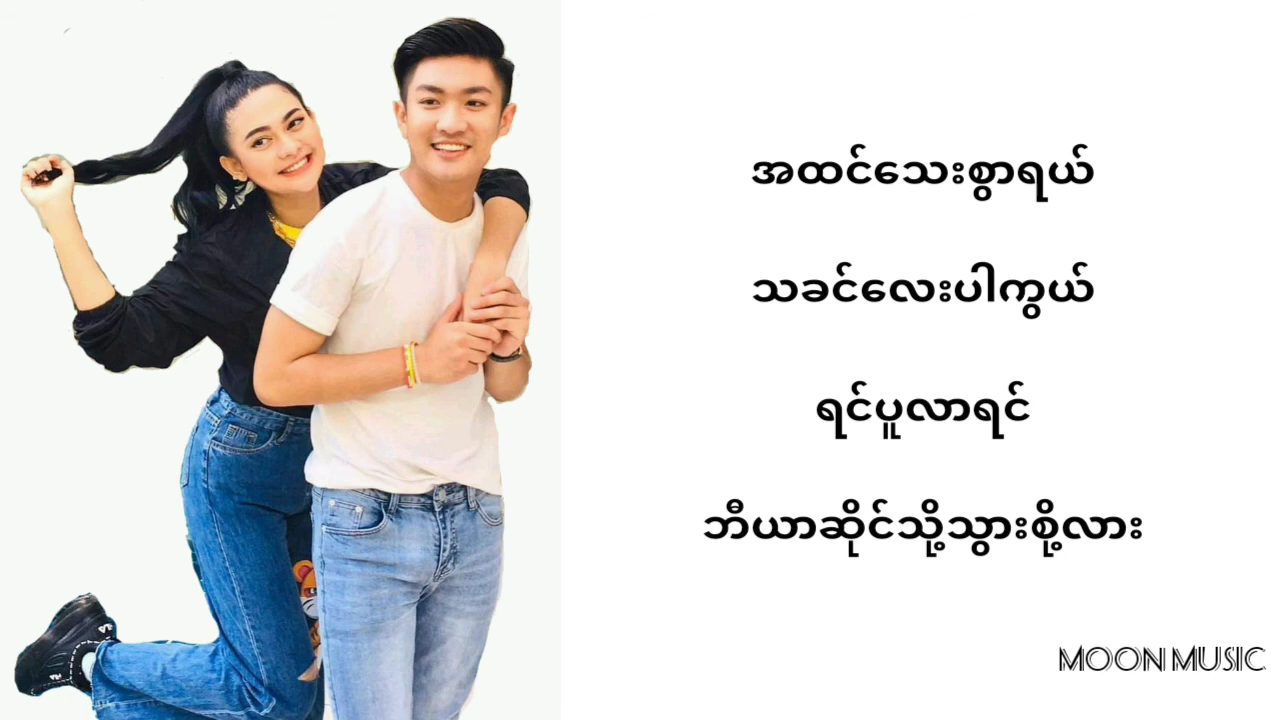 အထင်သေးစွာရယ်
သခင်လေးပါကွယ်
ရင်ပူလာရင်
ဘီယာဆိုင်သို့သွားစို့လား
MOON MUSIC